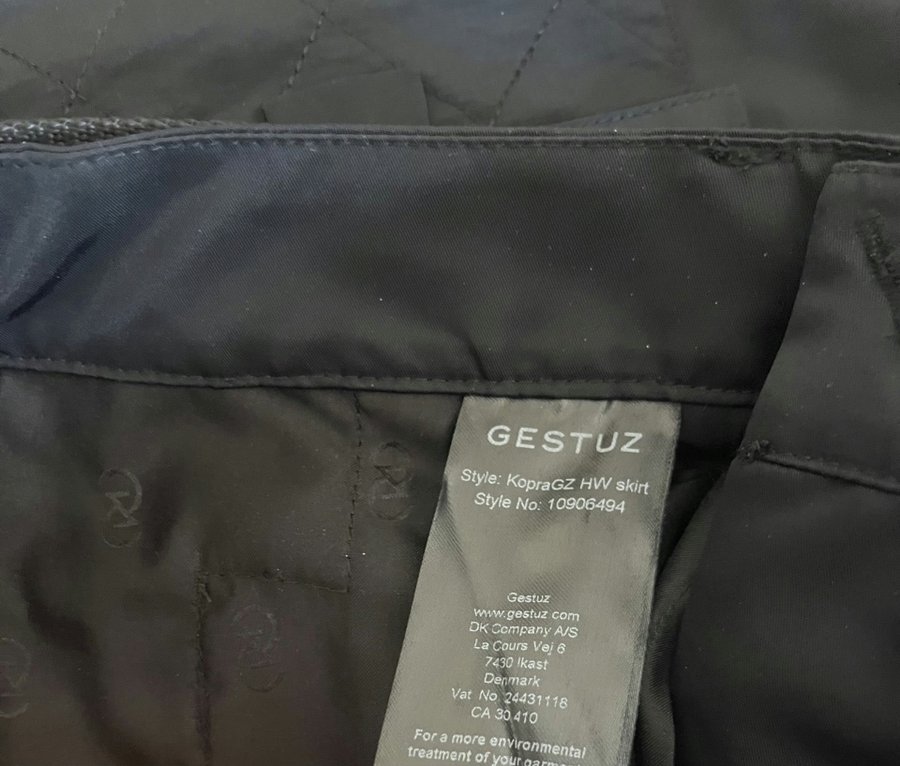 GESTUZ
Style: KopraGZ HW skirt
Style No: 10906494
Gestuz
www.gestuz.com
DK Company A/S
La Cours Vej 6
7430 Ikast
Denmark
Vat No. 24431118
CA 30.410
For a more environmental
treatment of your